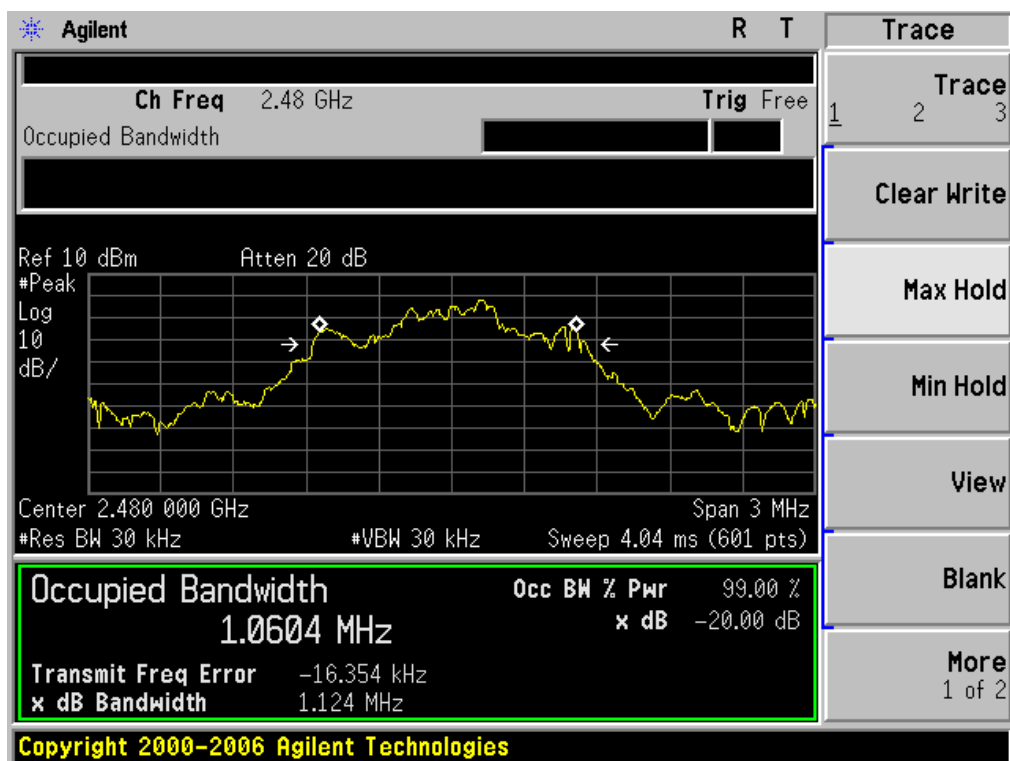 Agilent R T
Ch Freq 2.48 GHz Trig Free
Occupied Bandwidth
Ref 10 dBm Atten 20 dB
#Peak
Log
10
dB/
Center 2.480 000 GHz Span 3 MHz
#Res BW 30 kHz #VBW 30 kHz Sweep 4.04 ms (601 pts)
Occupied Bandwidth Occ BW % Pwr 99.00 %
1.0604 MHz x dB -20.00 dB
Transmit Freq Error -16.354 kHz
x dB Bandwidth 1.124 MHz
Copyright 2000-2006 Agilent Technologies
Trace
Trace
1 2 3
Clear Write
Max Hold
Min Hold
View
Blank
More
1 of 2